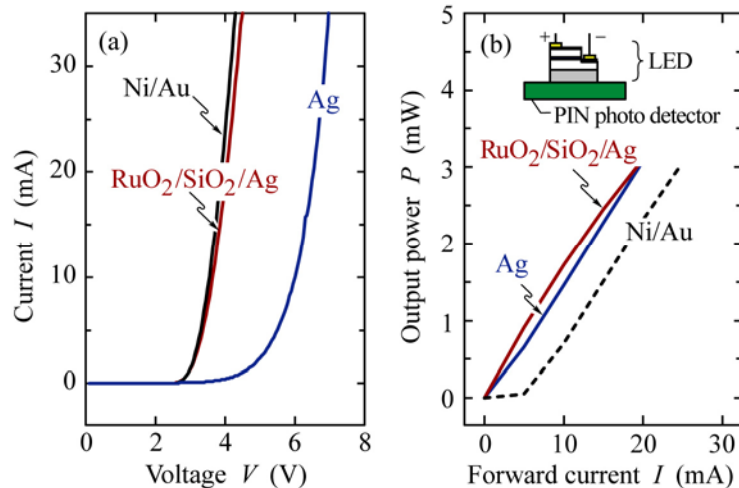 (a)
Ni/Au
Ag
RuO2/SiO2/Ag
Current I (mA)
30
20
10
0
0 2 4 6 8
Voltage V (V)
(b)
+ −
LED
PIN photo detector
RuO2/SiO2/Ag
Ni/Au
Ag
Output power P (mW)
5
4
3
2
1
0
0 10 20 30
Forward current I (mA)